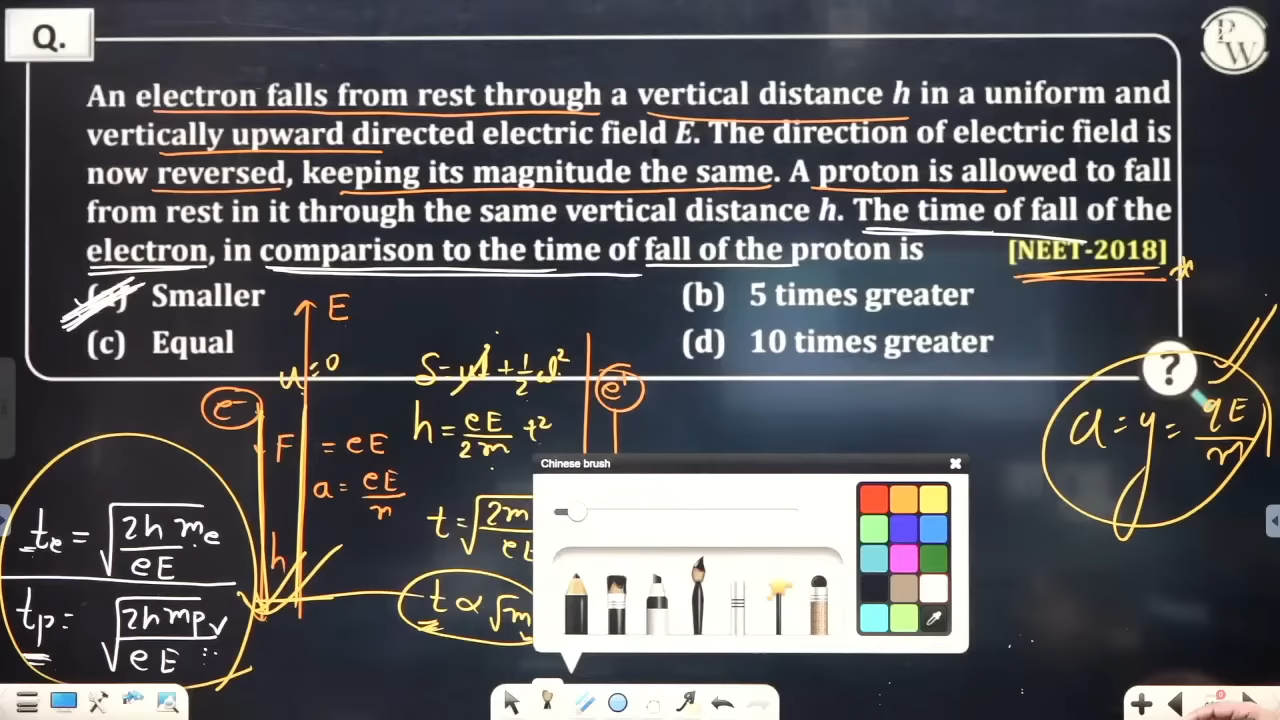 Q.
PW
An electron falls from rest through a vertical distance h in a uniform and
vertically upward directed electric field E. The direction of electric field is
now reversed, keeping its magnitude the same. A proton is allowed to fall
from rest in it through the same vertical distance h. The time of fall of the
electron, in comparison to the time of fall of the proton is [NEET-2018]
(a) Smaller
(b) 5 times greater
(c) Equal
(d) 10 times greater
?
E
u=0
e-
F = eE
a = eE/m
h
S = ut + 1/2 at²
h = eE/2m t²
t = √2m
eE
t ∝ √m
te = √2hme/eE
tp = √2hmp/eE
a = y = qE/m
Chinese brush